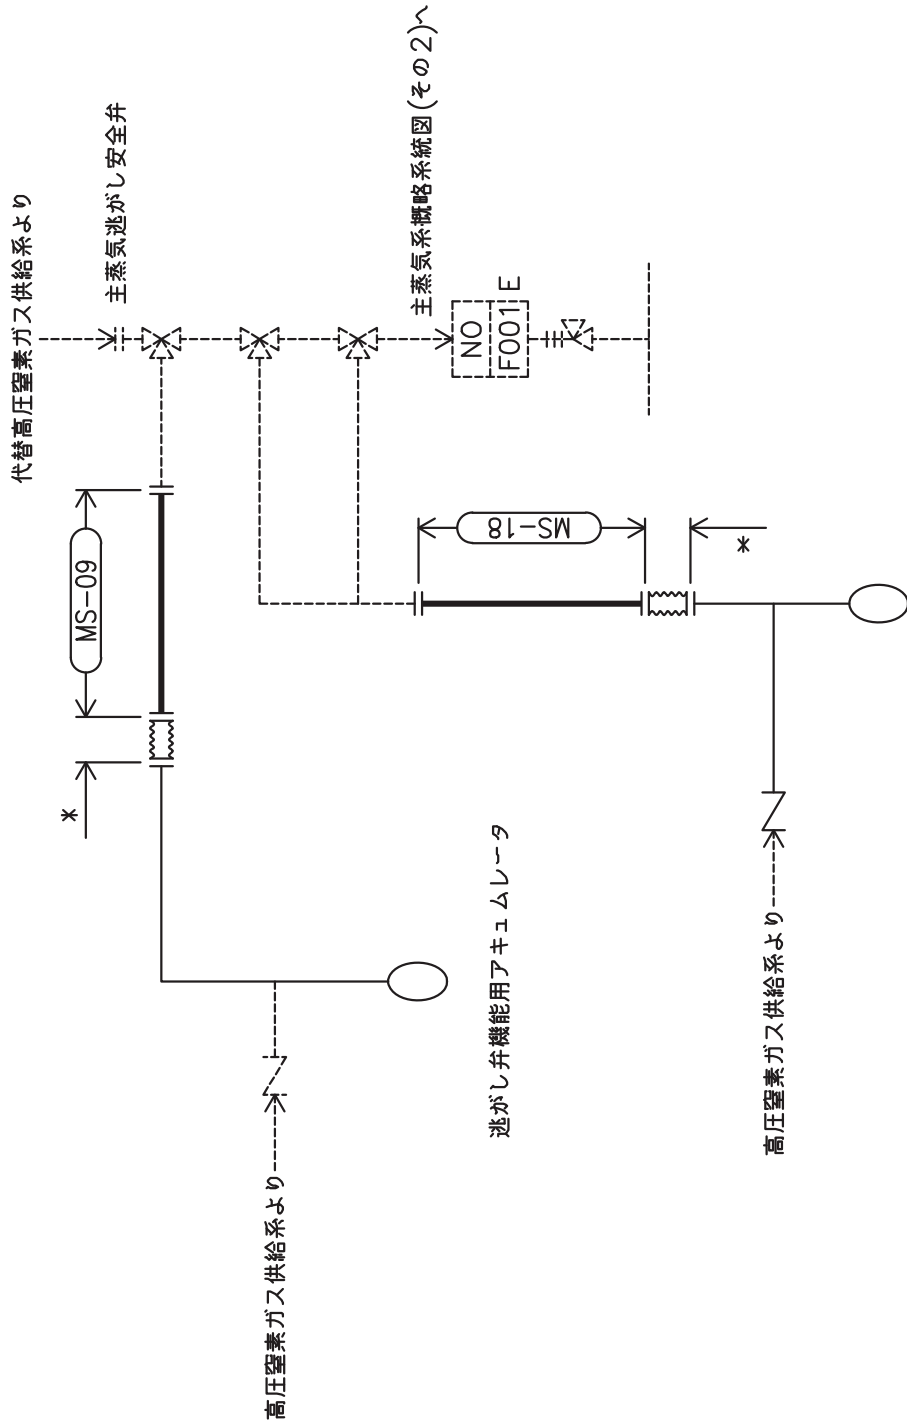 代替高圧窒素ガス供給系より
主蒸気逃がし安全弁
主蒸気系概略系統図(その2)へ
NO
F001E
MS-09
*
MS-18
*
逃がし弁機能用アキュムレータ
高圧窒素ガス供給系より
高圧窒素ガス供給系より